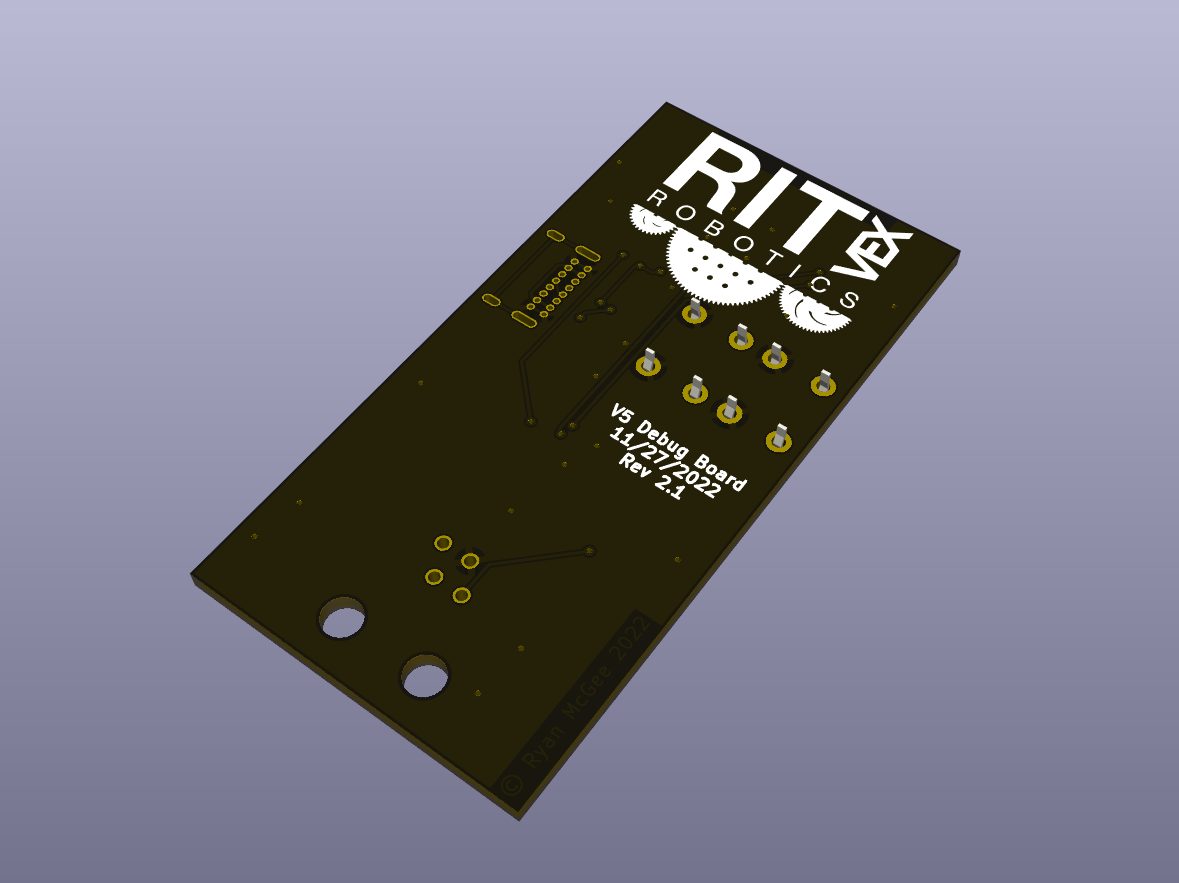 RIT
VEX
ROBOTICS
V5 Debug Board
11/27/2022
Rev 2.1
© Ryan McGee 2022